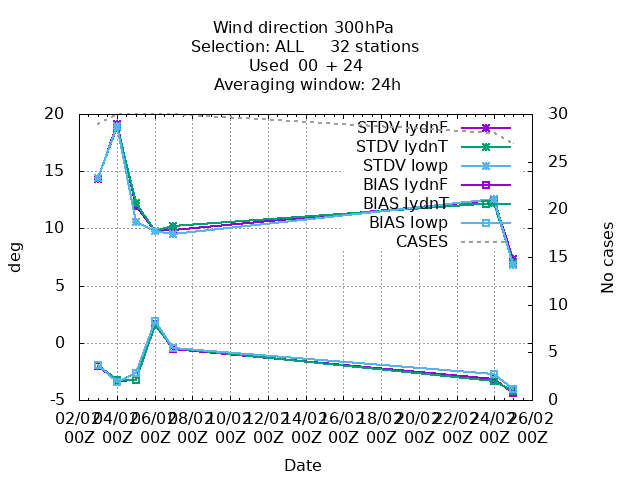 Wind direction 300hPa
Selection: ALL 32 stations
Used 00 + 24
Averaging window: 24h
20
15
10
5
0
-5
deg
30
25
20
15
10
5
0
No cases
STDV lydnF
STDV lydnT
STDV lowp
BIAS lydnF
BIAS lydnT
BIAS lowp
CASES
02/02 04/02 06/02 08/02 10/02 12/02 14/02 16/02 18/02 20/02 22/02 24/02 26/02
00Z 00Z 00Z 00Z 00Z 00Z 00Z 00Z 00Z 00Z 00Z 00Z 00Z
Date